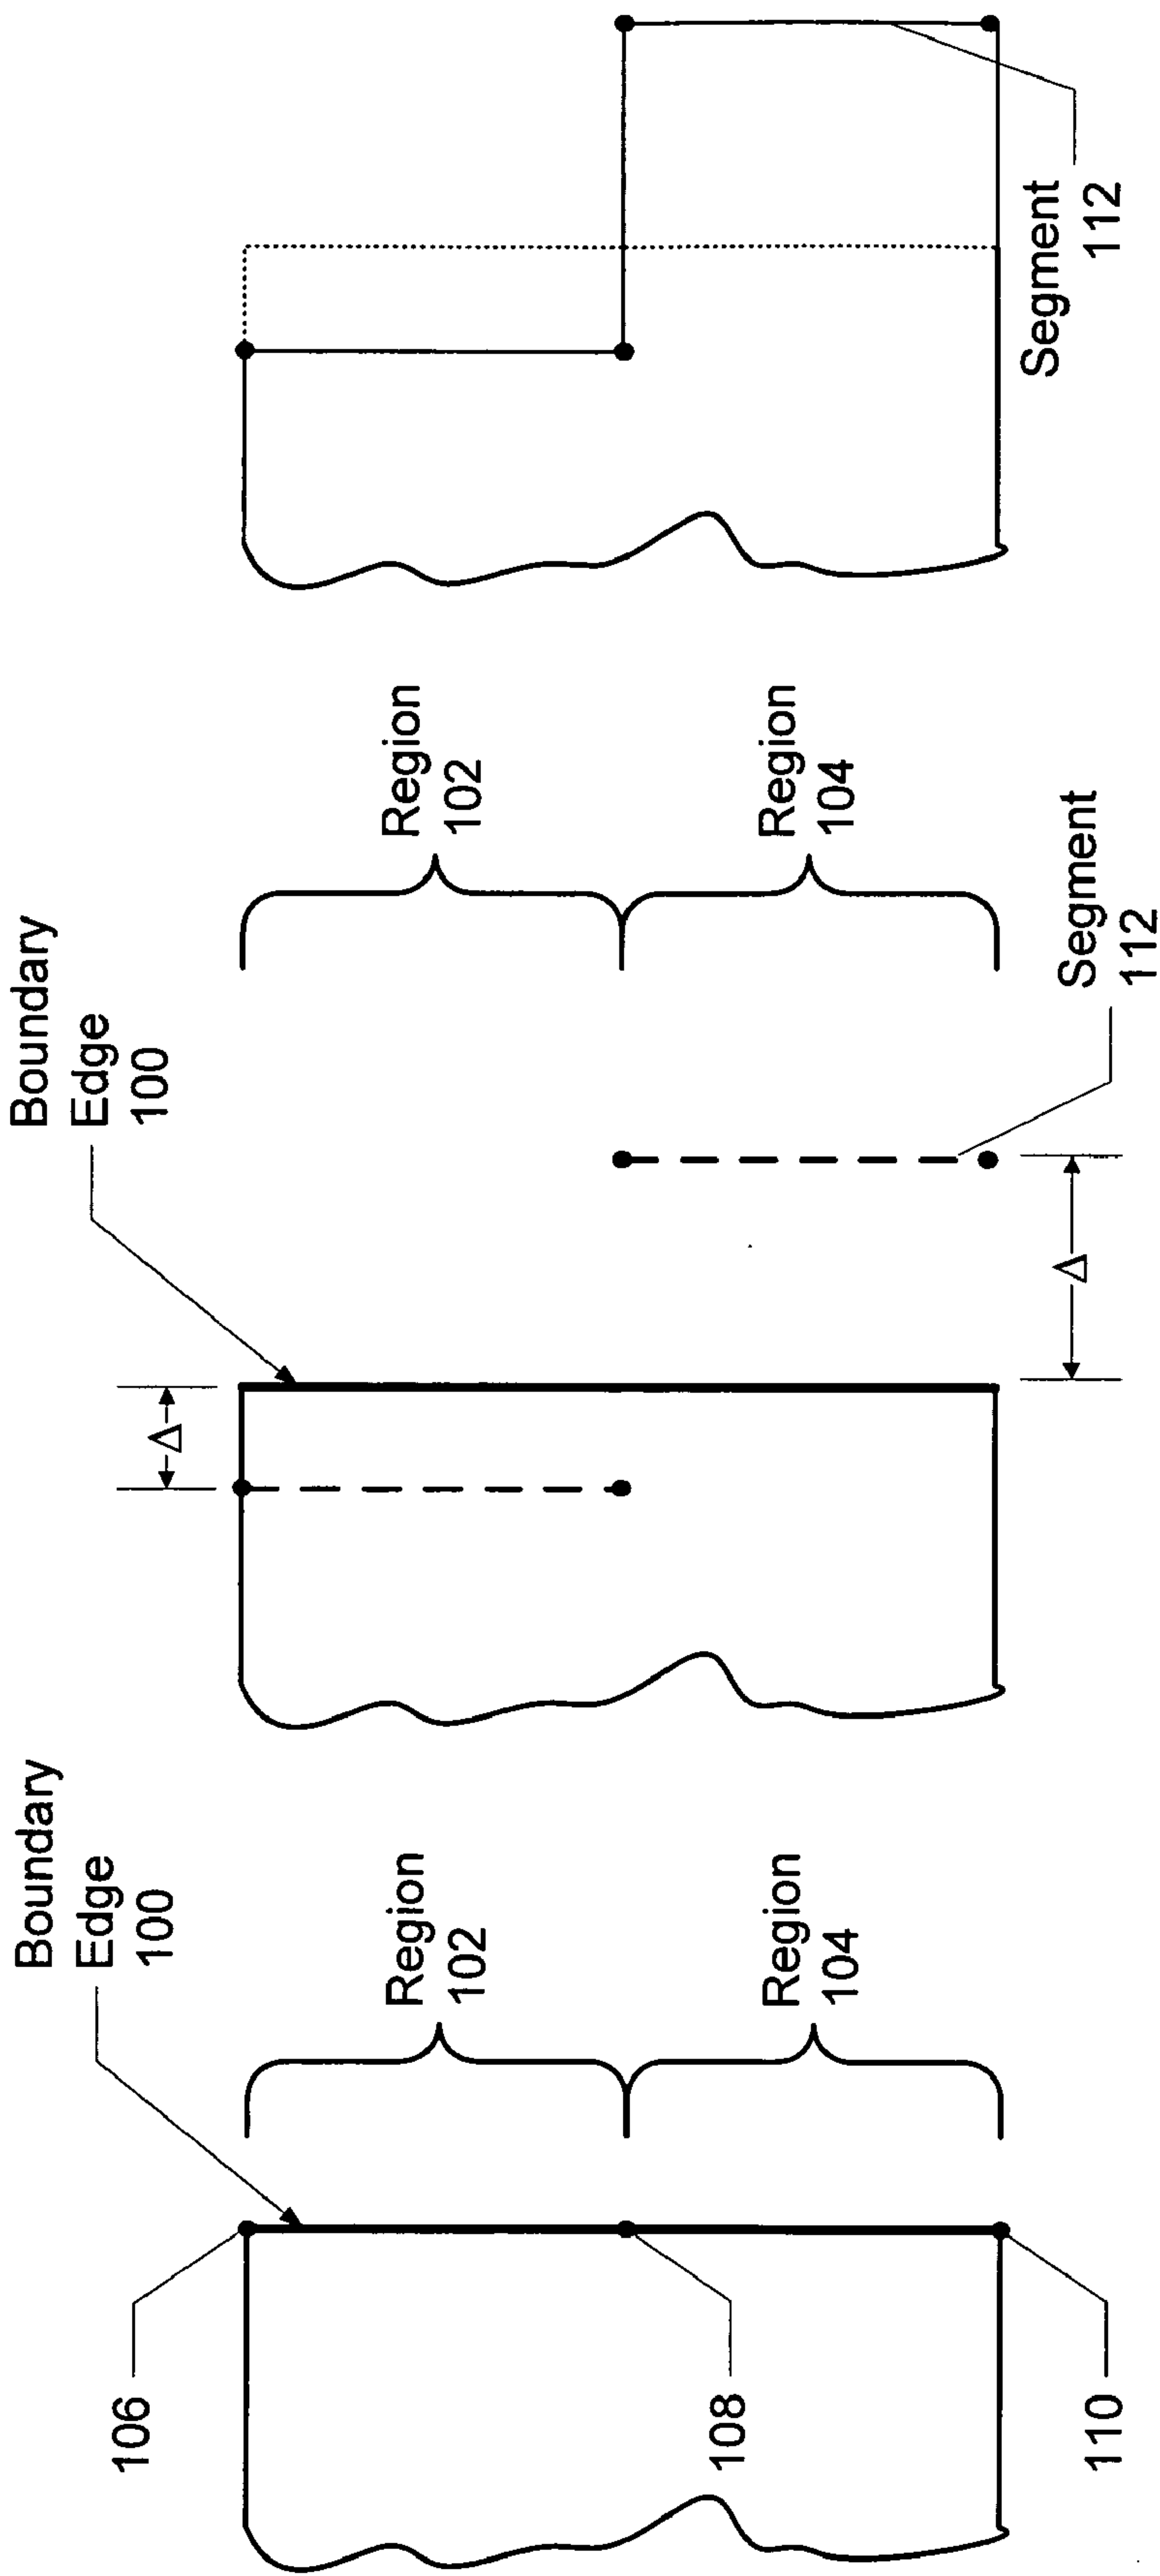 Boundary
Edge
100
106
Region
102
108
Region
104
110
Boundary
Edge
100
Δ
Region
102
Region
104
Δ
Segment
112
Segment
112